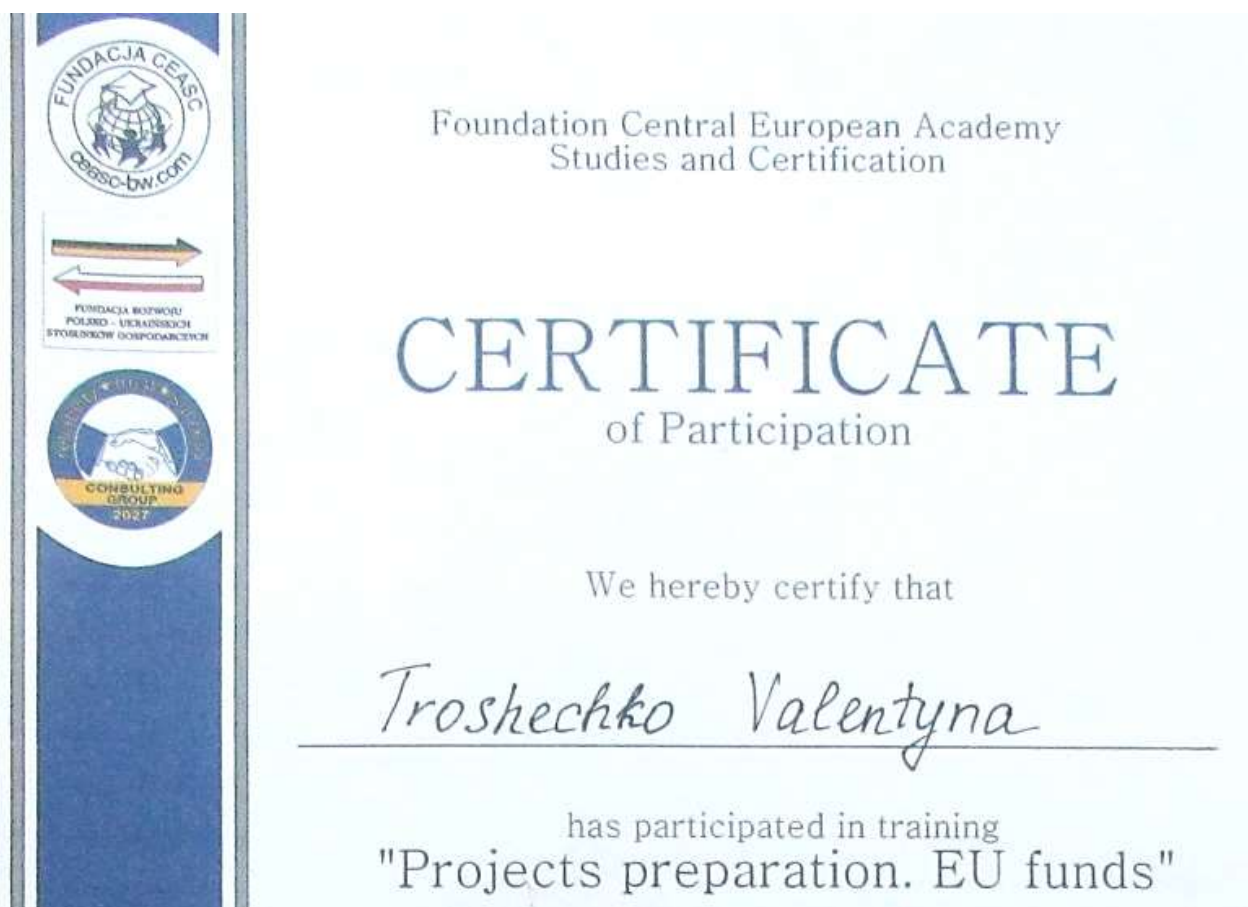 FUNDACJA CEASC
ceasc-bw.com
FUNDACJA ROZWOJU
POLSKO - UKRAIŃSKICH
STOSUNKÓW GOSPODARCZYCH
CONSULTING
GROUP
2027
Foundation Central European Academy
Studies and Certification
CERTIFICATE
of Participation
We hereby certify that
Troshechko Valentyna
has participated in training
"Projects preparation. EU funds"